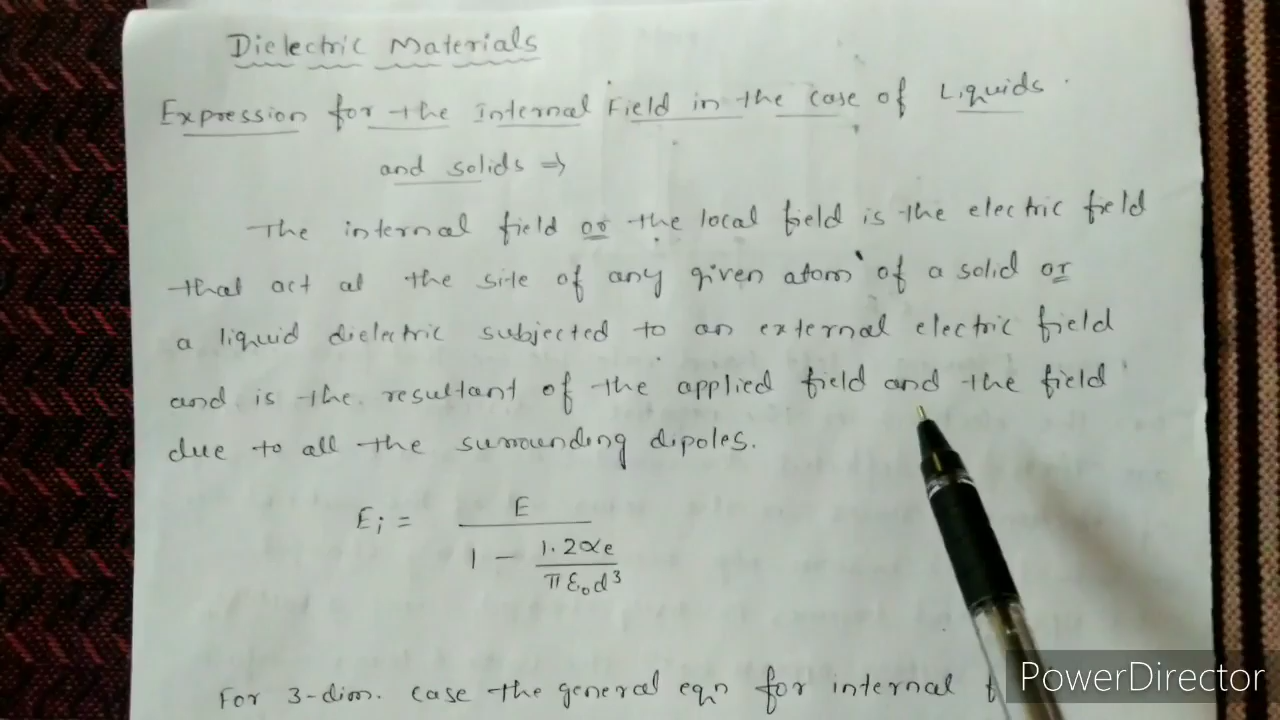 Dielectric Materials
Expression for the internal Field in the case of Liquids
and solids ⇒
The internal field or the local field is the electric field
that act at the site of any given atom of a solid or
a liquid dielectric subjected to an external electric field
and is the resultant of the applied field and the field
due to all the surrounding dipoles.
Ei = E / (1 - 1.2αe / πε₀d³)
For 3-dim. case the general eqn for internal
PowerDirector